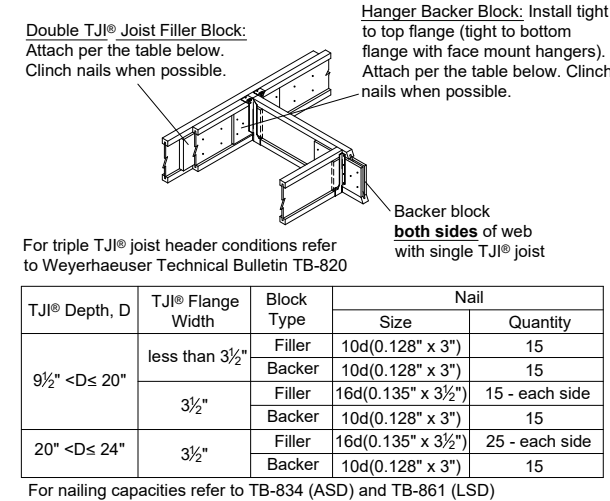 Double TJI® Joist Filler Block:
Attach per the table below.
Clinch nails when possible.
Hanger Backer Block: Install tight
to top flange (tight to bottom
flange with face mount hangers).
Attach per the table below. Clinch
nails when possible.
Backer block
both sides of web
with single TJI® joist
For triple TJI® joist header conditions refer
to Weyerhaeuser Technical Bulletin TB-820
TJI® Depth, D
TJI® Flange
Width
Block
Type
Nail
Size
Quantity
9½" <D≤ 20"
less than 3½"
Filler
10d(0.128" x 3")
15
Backer
10d(0.128" x 3")
15
3½"
Filler
16d(0.135" x 3½")
15 - each side
Backer
10d(0.128" x 3")
15
20" <D≤ 24"
3½"
Filler
16d(0.135" x 3½")
25 - each side
Backer
10d(0.128" x 3")
15
For nailing capacities refer to TB-834 (ASD) and TB-861 (LSD)